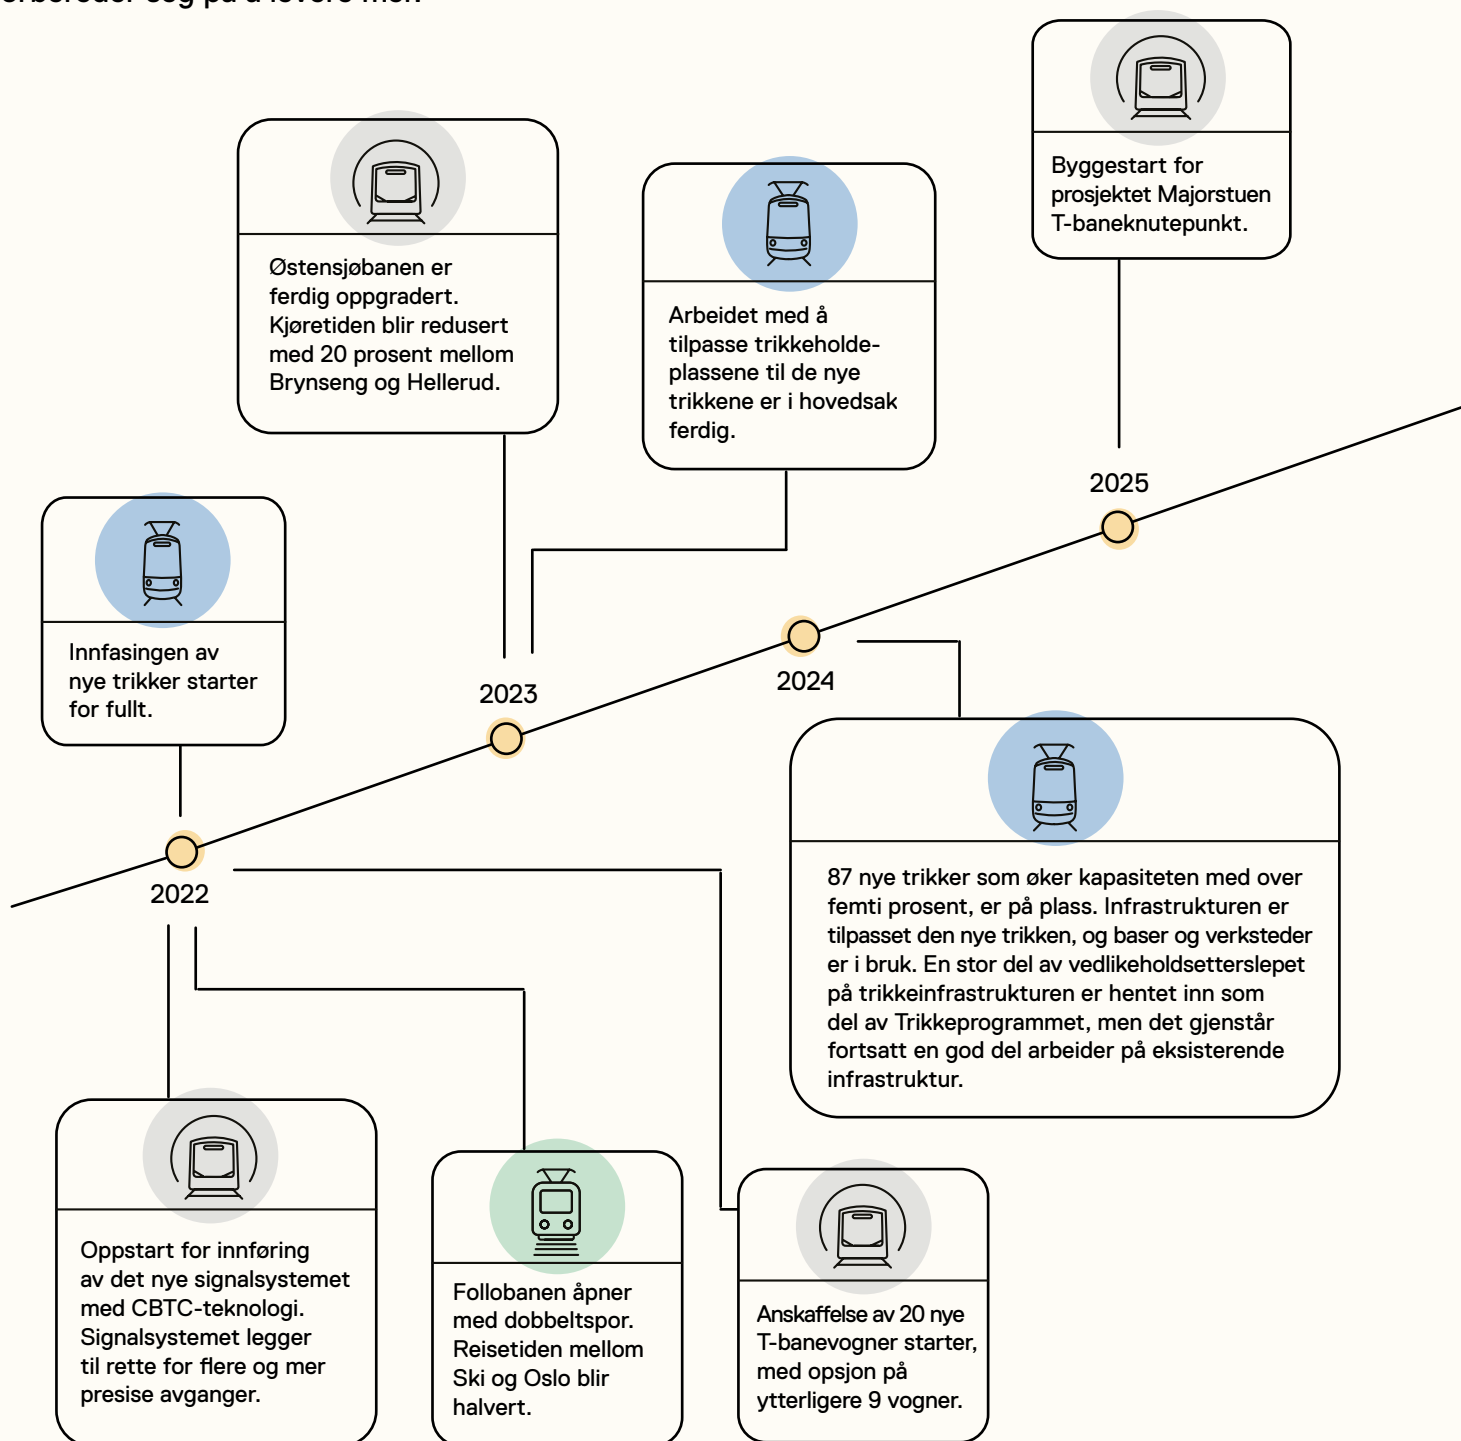 på å levere mer.
Byggestart for
prosjektet Majorstuen
T-baneknutepunkt.
2025
Østensjøbanen er
ferdig oppgradert.
Kjøretiden blir redusert
med 20 prosent mellom
Brynseng og Hellerud.
Arbeidet med å
tilpasse trikkeholde-
plassene til de nye
trikkene er i hovedsak
ferdig.
2023
2024
Innfasingen av
nye trikker starter
for fullt.
2022
87 nye trikker som øker kapasiteten med over
femti prosent, er på plass. Infrastrukturen er
tilpasset den nye trikken, og baser og verksteder
er i bruk. En stor del av vedlikeholdsetterslepet
på trikkeinfrastrukturen er hentet inn som
del av Trikkeprogrammet, men det gjenstår
fortsatt en god del arbeider på eksisterende
infrastruktur.
Oppstart for innføring
av det nye signalsystemet
med CBTC-teknologi.
Signalsystemet legger
til rette for flere og mer
presise avganger.
Follobanen åpner
med dobbeltspor.
Reisetiden mellom
Ski og Oslo blir
halvert.
Anskaffelse av 20 nye
T-banevogner starter,
med opsjon på
ytterligere 9 vogner.